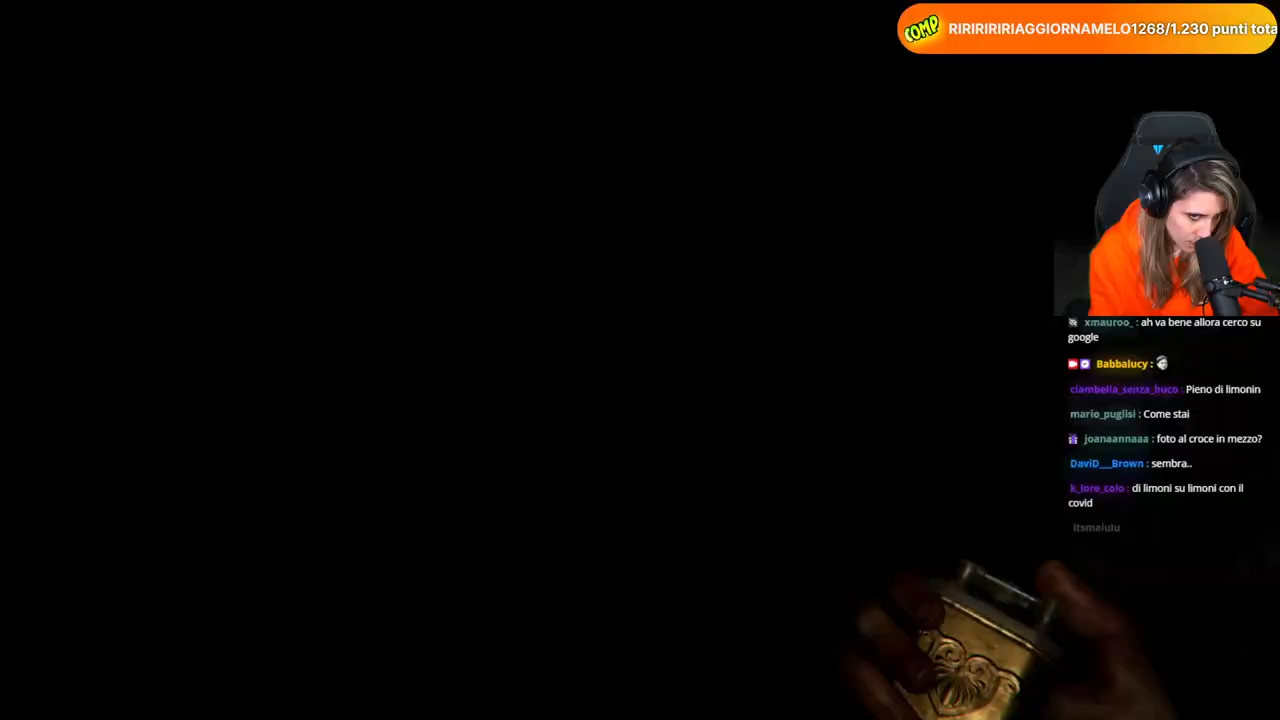 COMP RIRIRIRIRIAGGIORNAMELO1268/1.230 punti tota
xmauroo_ : ah va bene allora cerco su
google
Babbalucy :
ciambella_senza_buco : Pieno di limonin
mario_puglisi : Come stai
joanaannaaa : foto al croce in mezzo?
DaviD__Brown : sembra..
k_lore_colo : di limoni su limoni con il
covid
Itsmalulu